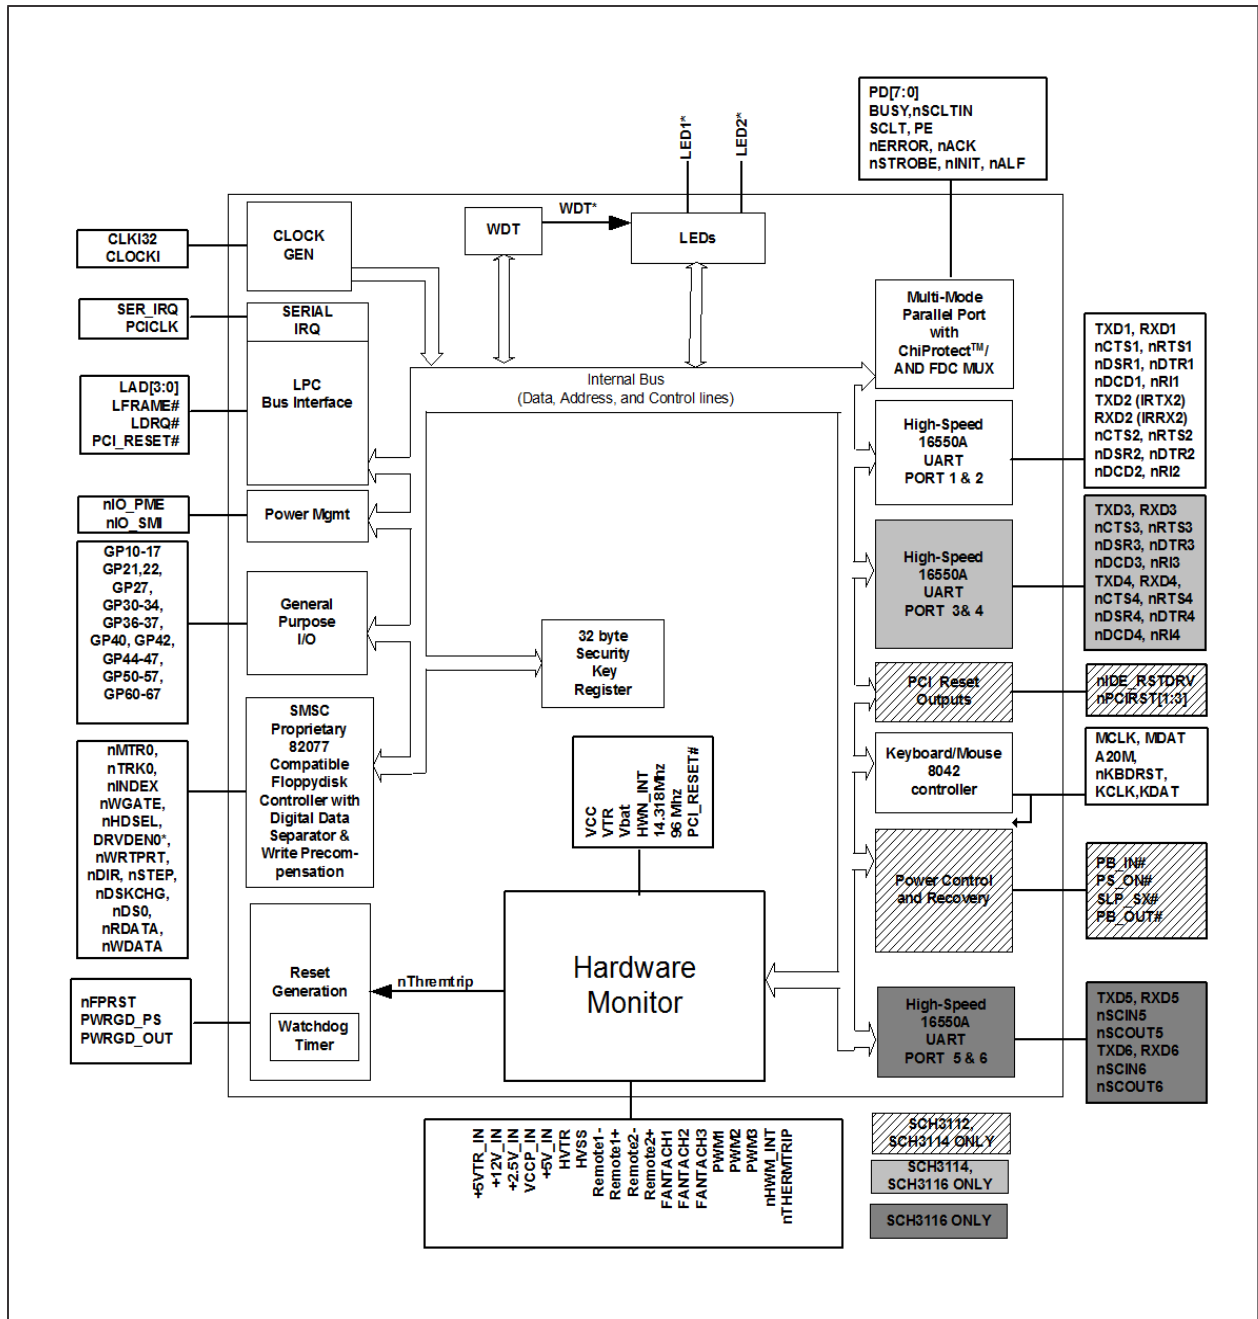 PD[7:0]
BUSY,nSCLTIN
SCLT, PE
nERROR, nACK
nSTROBE, nINIT, nALF
LED1*
LED2*
WDT*
WDT
LEDs
CLKI32
CLOCKI
CLOCK
GEN
SER_IRQ
PCICLK
SERIAL
IRQ
LAD[3:0]
LFRAME#
LDRQ#
PCI_RESET#
LPC
Bus Interface
nIO_PME
nIO_SMI
Power Mgmt
GP10-17
GP21,22,
GP27,
GP30-34,
GP36-37,
GP40, GP42,
GP44-47,
GP50-57,
GP60-67
General
Purpose
I/O
nMTR0,
nTRK0,
nINDEX
nWGATE,
nHDSEL,
DRVDEN0*,
nWRTPRT,
nDIR, nSTEP,
nDSKCHG,
nDS0,
nRDATA,
nWDATA
SMSC
Proprietary
82077
Compatible
Floppydisk
Controller with
Digital Data
Separator &
Write Precom-
pensation
nFPRST
PWRGD_PS
PWRGD_OUT
Reset
Generation
Watchdog
Timer
nThremtrip
Internal Bus
(Data, Address, and Control lines)
32 byte
Security
Key
Register
VCC
VTR
Vbat
HWN_INT
14.318Mhz
96 Mhz
PCI_RESET#
Hardware
Monitor
+5VTR_IN
+12V_IN
+2.5V_IN
VCCP_IN
+5V_IN
HVTR
HVSS
Remote1-
Remote1+
Remote2-
Remote2+
FANTACH1
FANTACH2
FANTACH3
PWM1
PWM2
PWM3
nHWM_INT
nTHERMTRIP
Multi-Mode
Parallel Port
with
ChiProtect™/
AND FDC MUX
High-Speed
16550A
UART
PORT 1 & 2
TXD1, RXD1
nCTS1, nRTS1
nDSR1, nDTR1
nDCD1, nRI1
TXD2 (IRTX2)
RXD2 (IRRX2)
nCTS2, nRTS2
nDSR2, nDTR2
nDCD2, nRI2
High-Speed
16550A
UART
PORT 3& 4
TXD3, RXD3
nCTS3, nRTS3
nDSR3, nDTR3
nDCD3, nRI3
TXD4, RXD4,
nCTS4, nRTS4
nDSR4, nDTR4
nDCD4, nRI4
PCI Reset
Outputs
nIDE_RSTDRV
nPCIRST[1:3]
Keyboard/Mouse
8042
controller
MCLK, MDAT
A20M,
nKBDRST,
KCLK,KDAT
Power Control
and Recovery
PB_IN#
PS_ON#
SLP_SX#
PB_OUT#
High-Speed
16550A
UART
PORT 5 & 6
TXD5, RXD5
nSCIN5
nSCOUT5
TXD6, RXD6
nSCIN6
nSCOUT6
SCH3112,
SCH3114 ONLY
SCH3114,
SCH3116 ONLY
SCH3116 ONLY